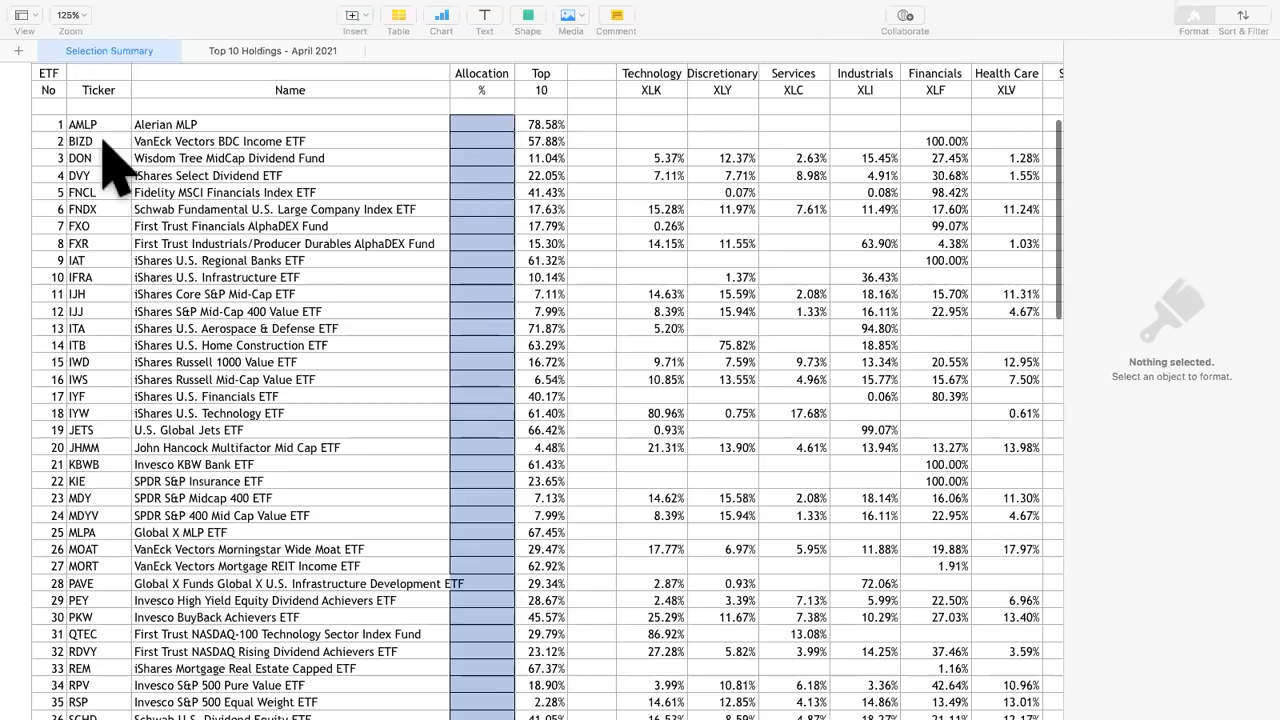 125%
View Zoom Insert Table Chart Text Shape Media Comment Collaborate Format Sort & Filter
Selection Summary Top 10 Holdings - April 2021
ETF Allocation Top Technology Discretionary Services Industrials Financials Health Care
No Ticker Name % 10 XLK XLY XLC XLI XLF XLV
1 AMLP Alerian MLP 78.58%
2 BIZD VanEck Vectors BDC Income ETF 57.88% 100.00%
3 DON Wisdom Tree MidCap Dividend Fund 11.04% 5.37% 12.37% 2.63% 15.45% 27.45% 1.28%
4 DVY iShares Select Dividend ETF 22.05% 7.11% 7.71% 8.98% 4.91% 30.68% 1.55%
5 FNCL Fidelity MSCI Financials Index ETF 41.43% 0.07% 0.08% 98.42%
6 FNDX Schwab Fundamental U.S. Large Company Index ETF 17.63% 15.28% 11.97% 7.61% 11.49% 17.60% 11.24%
7 FXO First Trust Financials AlphaDEX Fund 17.79% 0.26% 99.07%
8 FXR First Trust Industrials/Producer Durables AlphaDEX Fund 15.30% 14.15% 11.55% 63.90% 4.38% 1.03%
9 IAT iShares U.S. Regional Banks ETF 61.32% 100.00%
10 IFRA iShares U.S. Infrastructure ETF 10.14% 1.37% 36.43%
11 IJH iShares Core S&P Mid-Cap ETF 7.11% 14.63% 15.59% 2.08% 18.16% 15.70% 11.31%
12 IJJ iShares S&P Mid-Cap 400 Value ETF 7.99% 8.39% 15.94% 1.33% 16.11% 22.95% 4.67%
13 ITA iShares U.S. Aerospace & Defense ETF 71.87% 5.20% 94.80%
14 ITB iShares U.S. Home Construction ETF 63.29% 75.82% 18.85%
15 IWD iShares Russell 1000 Value ETF 16.72% 9.71% 7.59% 9.73% 13.34% 20.55% 12.95%
16 IWS iShares Russell Mid-Cap Value ETF 6.54% 10.85% 13.55% 4.96% 15.77% 15.67% 7.50%
17 IYF iShares U.S. Financials ETF 40.17% 0.06% 80.39%
18 IYW iShares U.S. Technology ETF 61.40% 80.96% 0.75% 17.68% 0.61%
19 JETS U.S. Global Jets ETF 66.42% 0.93% 99.07%
20 JHMM John Hancock Multifactor Mid Cap ETF 4.48% 21.31% 13.90% 4.61% 13.94% 13.27% 13.98%
21 KBWB Invesco KBW Bank ETF 61.43% 100.00%
22 KIE SPDR S&P Insurance ETF 23.65% 100.00%
23 MDY SPDR S&P Midcap 400 ETF 7.13% 14.62% 15.58% 2.08% 18.14% 16.06% 11.30%
24 MDYV SPDR S&P 400 Mid Cap Value ETF 7.99% 8.39% 15.94% 1.33% 16.11% 22.95% 4.67%
25 MLPA Global X MLP ETF 67.45%
26 MOAT VanEck Vectors Morningstar Wide Moat ETF 29.47% 17.77% 6.97% 5.95% 11.88% 19.88% 17.97%
27 MORT VanEck Vectors Mortgage REIT Income ETF 62.92% 1.91%
28 PAVE Global X Funds Global X U.S. Infrastructure Development ETF 29.34% 2.87% 0.93% 72.06%
29 PEY Invesco High Yield Equity Dividend Achievers ETF 28.67% 2.48% 3.39% 7.13% 5.99% 22.50% 6.96%
30 PKW Invesco BuyBack Achievers ETF 45.57% 25.29% 11.67% 7.38% 10.29% 27.03% 13.40%
31 QTEC First Trust NASDAQ-100 Technology Sector Index Fund 29.79% 86.92% 13.08%
32 RDVY First Trust NASDAQ Rising Dividend Achievers ETF 23.12% 27.28% 5.82% 3.99% 14.25% 37.46% 3.59%
33 REM iShares Mortgage Real Estate Capped ETF 67.37% 1.16%
34 RPV Invesco S&P 500 Pure Value ETF 18.90% 3.99% 10.81% 6.18% 3.36% 42.64% 10.96%
35 RSP Invesco S&P 500 Equal Weight ETF 2.28% 14.61% 12.85% 4.13% 14.86% 13.49% 13.01%
Nothing selected.
Select an object to format.